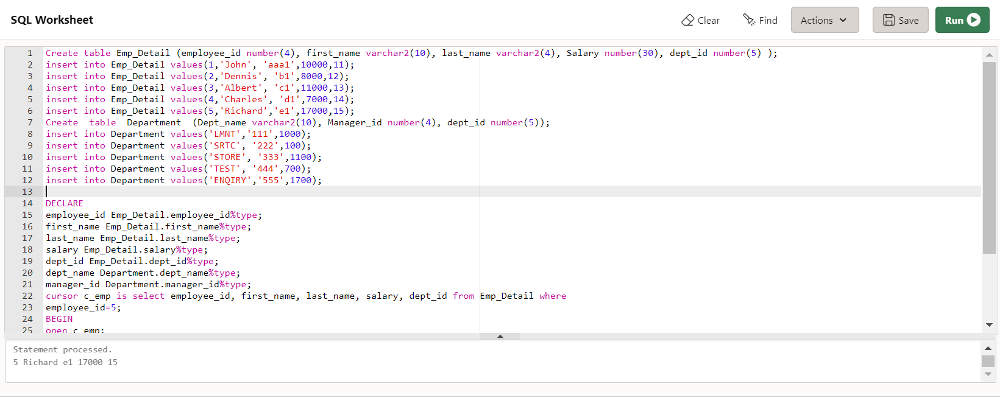 SQL Worksheet
Clear
Find
Actions
Save
Run
1 Create table Emp_Detail (employee_id number(4), first_name varchar2(10), last_name varchar2(4), Salary number(30), dept_id number(5) );
2 insert into Emp_Detail values(1,'John', 'aaa1',10000,11);
3 insert into Emp_Detail values(2,'Dennis', 'b1',8000,12);
4 insert into Emp_Detail values(3,'Albert', 'c1',11000,13);
5 insert into Emp_Detail values(4,'Charles', 'd1',7000,14);
6 insert into Emp_Detail values(5,'Richard','e1',17000,15);
7 Create  table  Department  (Dept_name varchar2(10), Manager_id number(4), dept_id number(5));
8 insert into Department values('LMNT','111',1000);
9 insert into Department values('SRTC', '222',100);
10 insert into Department values('STORE', '333',1100);
11 insert into Department values('TEST', '444',700);
12 insert into Department values('ENQIRY','555',1700);
13
14 DECLARE
15 employee_id Emp_Detail.employee_id%type;
16 first_name Emp_Detail.first_name%type;
17 last_name Emp_Detail.last_name%type;
18 salary Emp_Detail.salary%type;
19 dept_id Emp_Detail.dept_id%type;
20 dept_name Department.dept_name%type;
21 manager_id Department.manager_id%type;
22 cursor c_emp is select employee_id, first_name, last_name, salary, dept_id from Emp_Detail where
23 employee_id=5;
24 BEGIN
25 open c_emp;
Statement processed.
5 Richard e1 17000 15